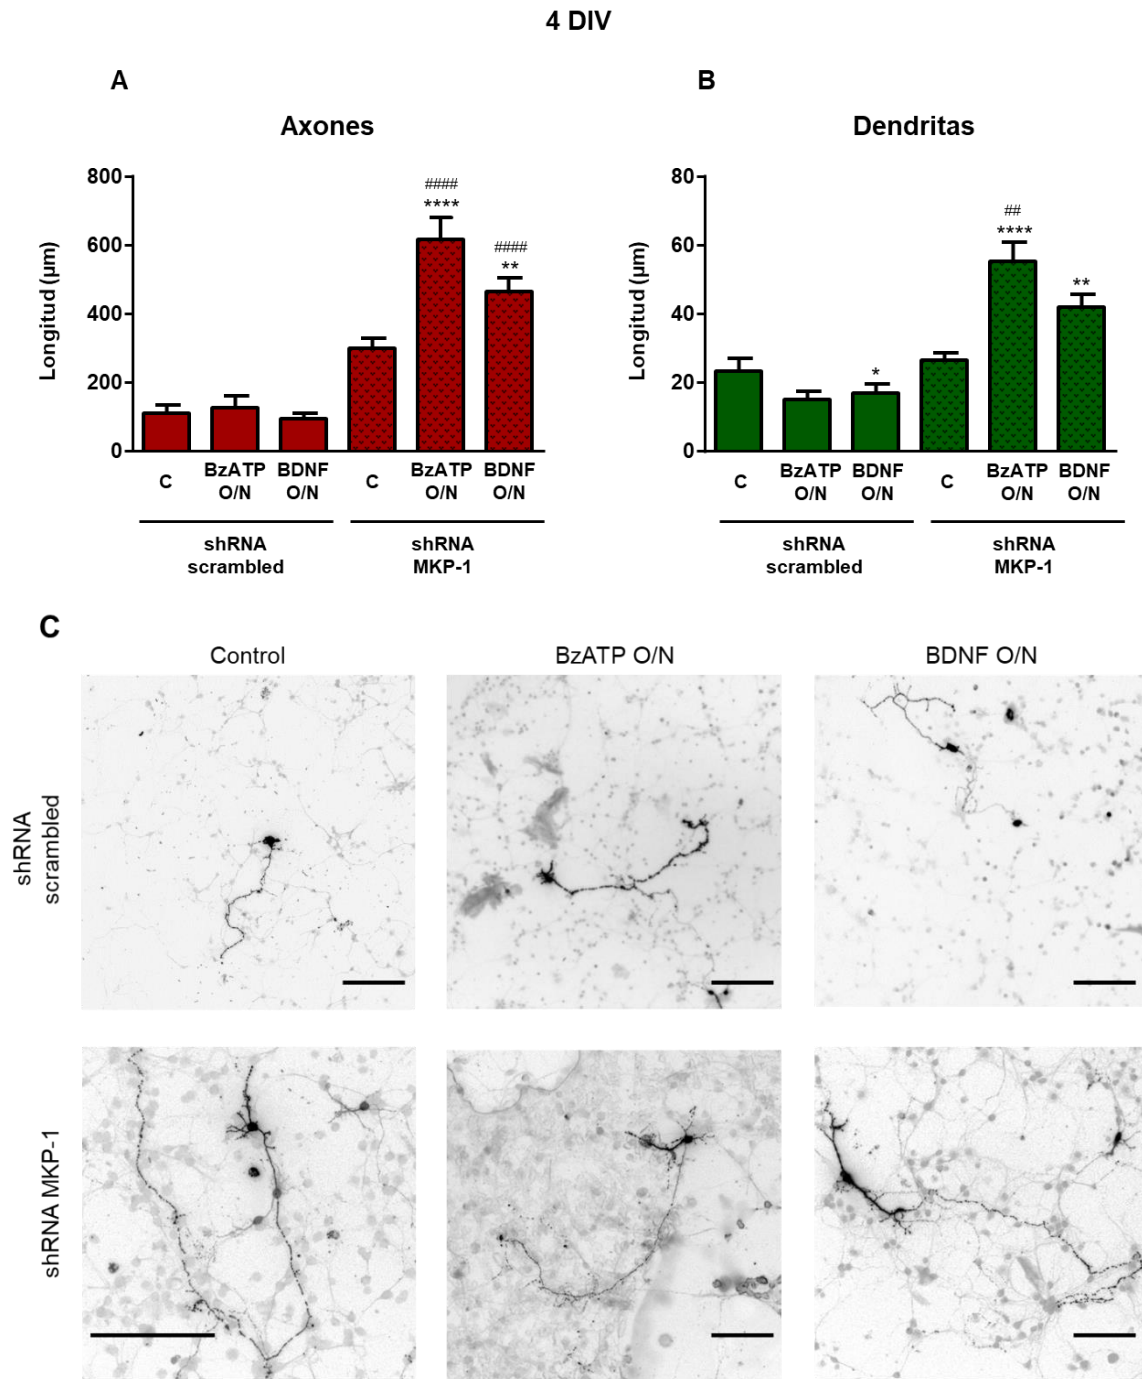 4 DIV
A
Axones
Longitud (µm)
800
600
400
200
0
####
****
####
**
C
BzATP
O/N
BDNF
O/N
C
BzATP
O/N
BDNF
O/N
shRNA
scrambled
shRNA
MKP-1
B
Dendritas
Longitud (µm)
80
60
40
20
0
*
##
****
**
C
BzATP
O/N
BDNF
O/N
C
BzATP
O/N
BDNF
O/N
shRNA
scrambled
shRNA
MKP-1
C
Control
BzATP O/N
BDNF O/N
shRNA
scrambled
shRNA MKP-1